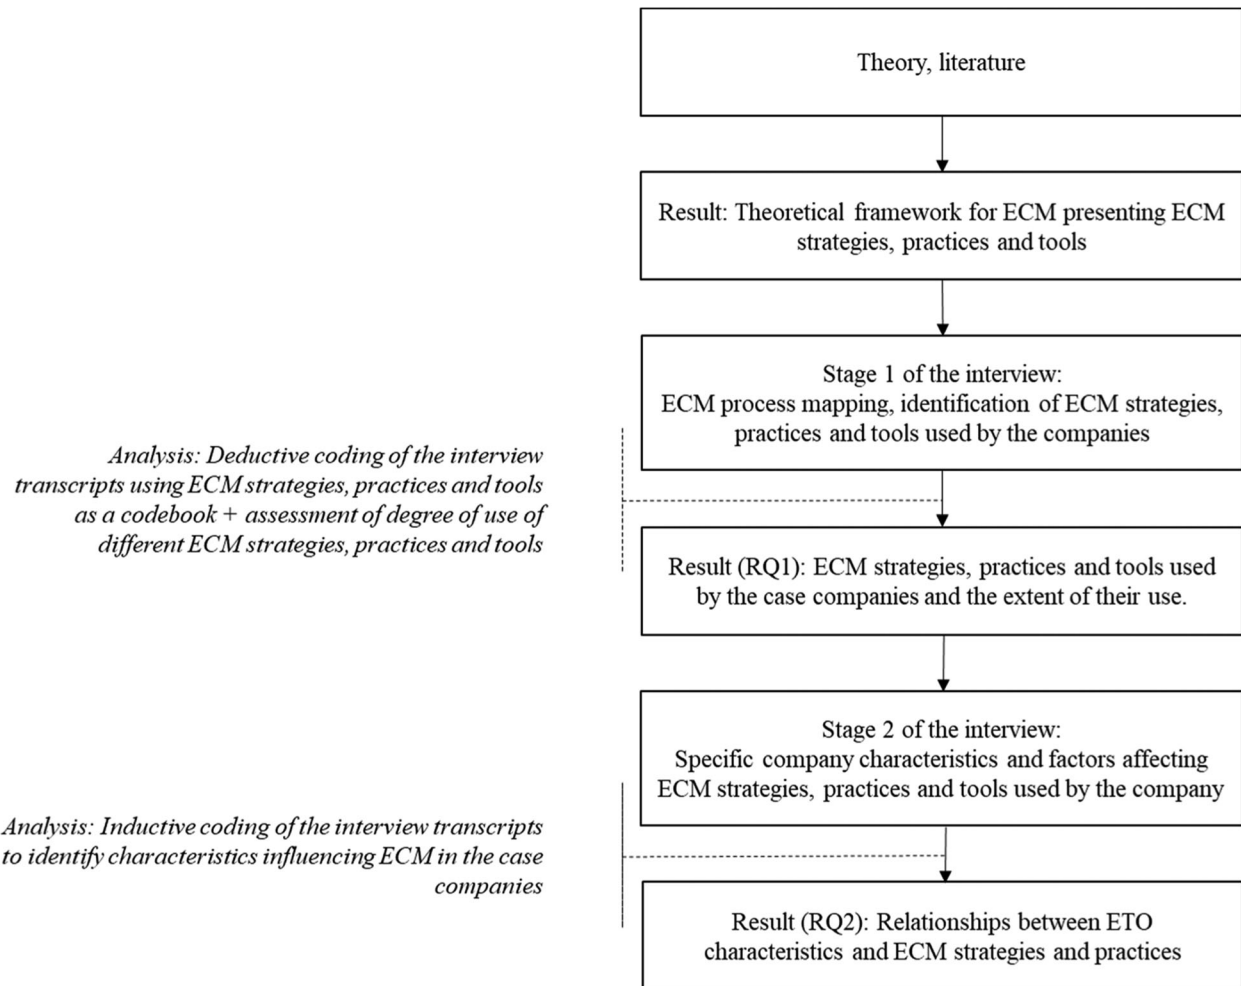 Theory, literature
Result: Theoretical framework for ECM presenting ECM
strategies, practices and tools
Stage 1 of the interview:
ECM process mapping, identification of ECM strategies,
practices and tools used by the companies
Analysis: Deductive coding of the interview
transcripts using ECM strategies, practices and tools
as a codebook + assessment of degree of use of
different ECM strategies, practices and tools
Result (RQ1): ECM strategies, practices and tools used
by the case companies and the extent of their use.
Stage 2 of the interview:
Specific company characteristics and factors affecting
ECM strategies, practices and tools used by the company
Analysis: Inductive coding of the interview transcripts
to identify characteristics influencing ECM in the case
companies
Result (RQ2): Relationships between ETO
characteristics and ECM strategies and practices